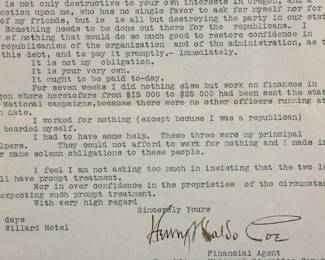 is not only destructive to your own interests in Oregon, and a
ection upon me, who has no single favor to ask for myself nor for
of my friends, but is is all but destroying the party in our stat
Something needs to be done out there for the republicans. I
of nothing that would do so much good to restore confidence in
republicanism of the organization and of the administration, as t
this debt, and to pay it promptly.- immediately.
It is not my obligation.
It is your very own.
It ought to be paid to-day.
For seven weeks I did nothing else but work on finances in
gon where heretofore from $15 000 to $25 000 had been sent the stat
National campaigns,because there were no other officers running at
n date.
I worked for nothing (except becuse I was a republican)
boarded myself.
I had to have some help. These three were my principal
lpers. They could not afford to work for nothing and I made in
r name solemn obligations to these people.
I feel I am not asking too much in insisting that the two la
ll have prompt treatment.
Nor in over confidence in the proprieties of the circumstan
xpecting such prompt treatment.
With very high regard
Sincerely Yours
days
Willard Hotel
Henry Waldo Coe
Financial Agent